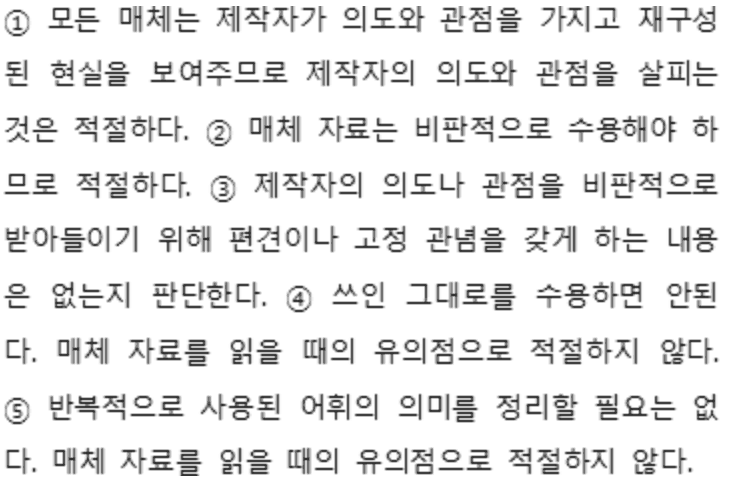 ① 모든 매체는 제작자가 의도와 관점을 가지고 재구성
된 현실을 보여주므로 제작자의 의도와 관점을 살피는
것은 적절하다. ② 매체 자료는 비판적으로 수용해야 하
므로 적절하다. ③ 제작자의 의도나 관점을 비판적으로
받아들이기 위해 편견이나 고정 관념을 갖게 하는 내용
은 없는지 판단한다. ④ 쓰인 그대로를 수용하면 안된
다. 매체 자료를 읽을 때의 유의점으로 적절하지 않다.
⑤ 반복적으로 사용된 어휘의 의미를 정리할 필요는 없
다. 매체 자료를 읽을 때의 유의점으로 적절하지 않다.